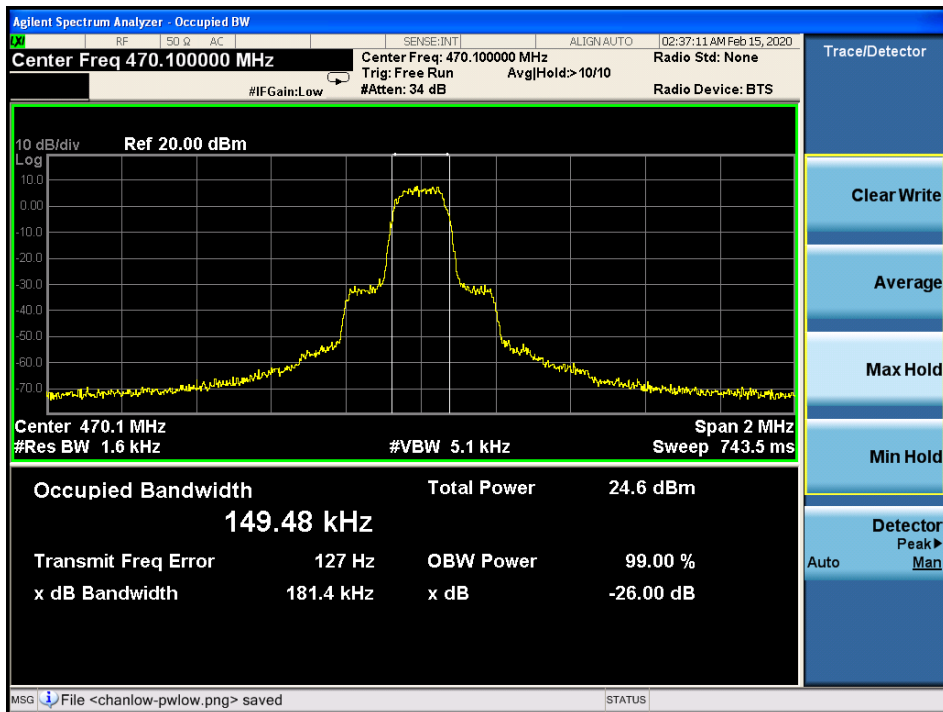 Agilent Spectrum Analyzer - Occupied BW
LXI RF 50 Ω AC SENSE:INT ALIGN AUTO 02:37:11 AM Feb 15, 2020
Center Freq 470.100000 MHz
Center Freq: 470.100000 MHz
Radio Std: None
Trig: Free Run Avg|Hold:> 10/10
#IFGain:Low
#Atten: 34 dB
Radio Device: BTS
Trace/Detector
10 dB/div Ref 20.00 dBm
Log
10.0
0.00
-10.0
-20.0
-30.0
-40.0
-50.0
-60.0
-70.0
Center 470.1 MHz Span 2 MHz
#Res BW 1.6 kHz #VBW 5.1 kHz Sweep 743.5 ms
Occupied Bandwidth Total Power 24.6 dBm
149.48 kHz
Transmit Freq Error 127 Hz OBW Power 99.00 %
x dB Bandwidth 181.4 kHz x dB -26.00 dB
Clear Write
Average
Max Hold
Min Hold
Detector
Peak▶
Auto Man
MSG File <chanlow-pwlow.png> saved STATUS